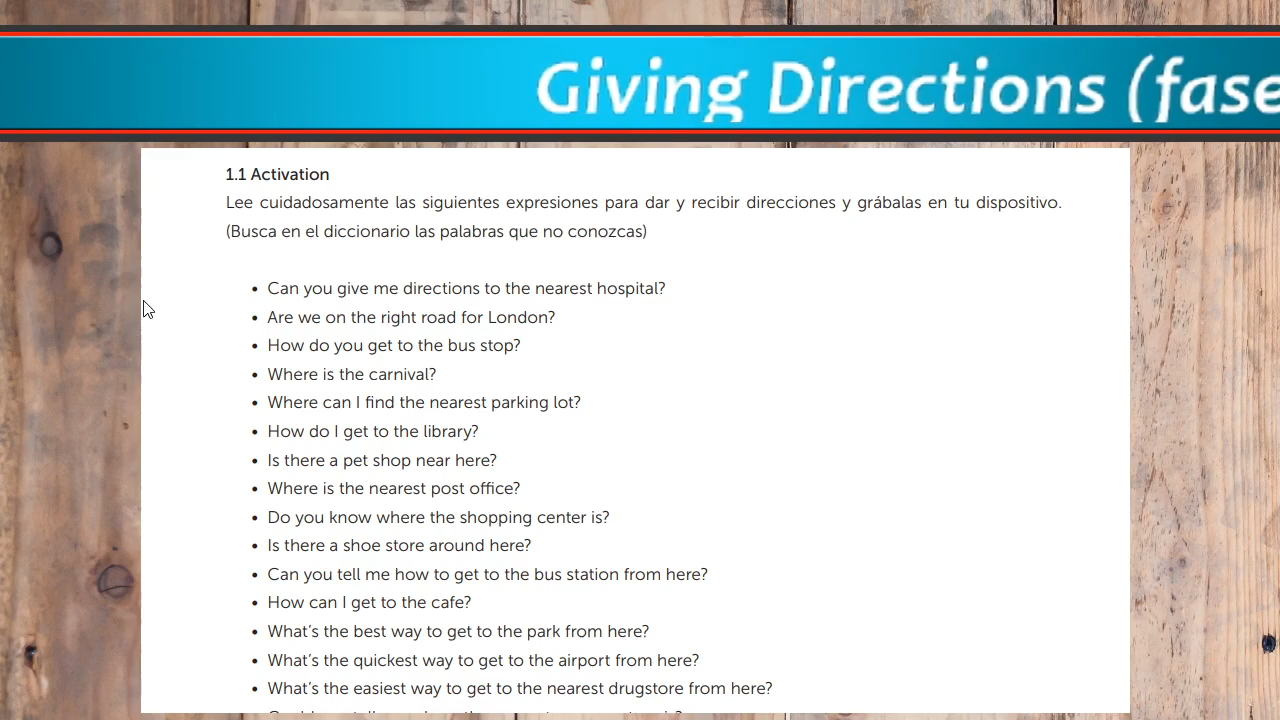 Giving Directions (fase
1.1 Activation
Lee cuidadosamente las siguientes expresiones para dar y recibir direcciones y grábalas en tu dispositivo.
(Busca en el diccionario las palabras que no conozcas)
• Can you give me directions to the nearest hospital?
• Are we on the right road for London?
• How do you get to the bus stop?
• Where is the carnival?
• Where can I find the nearest parking lot?
• How do I get to the library?
• Is there a pet shop near here?
• Where is the nearest post office?
• Do you know where the shopping center is?
• Is there a shoe store around here?
• Can you tell me how to get to the bus station from here?
• How can I get to the cafe?
• What's the best way to get to the park from here?
• What's the quickest way to get to the airport from here?
• What's the easiest way to get to the nearest drugstore from here?